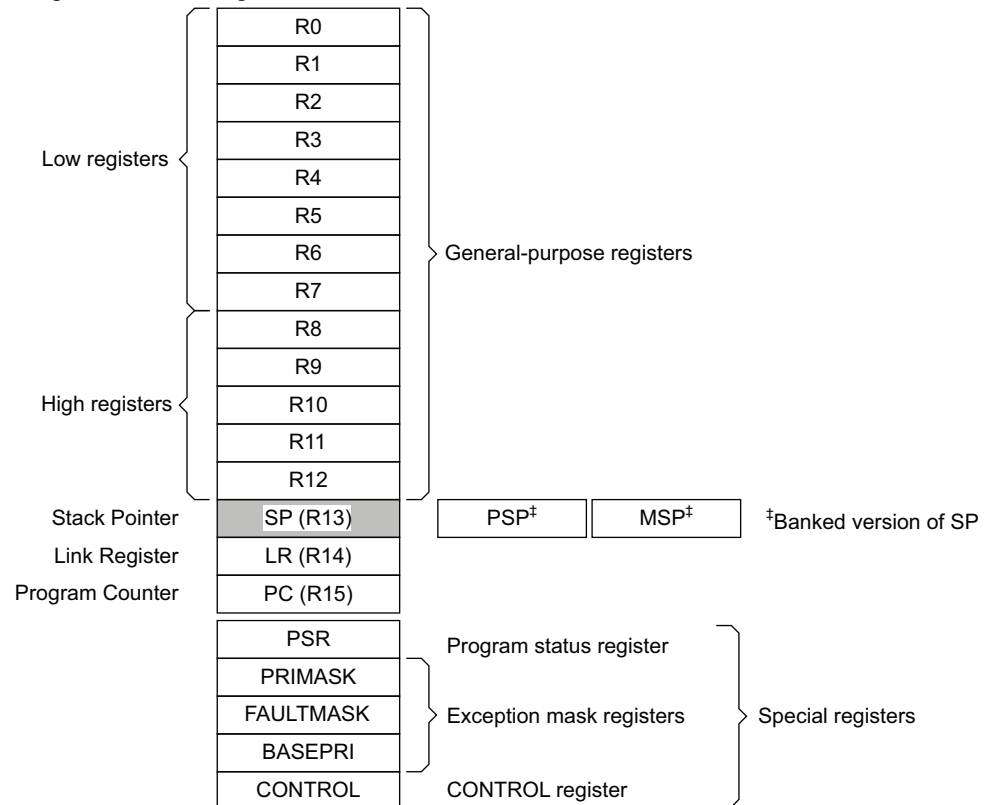 R0
R1
R2
R3
Low registers
R4
R5
R6
General-purpose registers
R7
R8
R9
High registers
R10
R11
R12
Stack Pointer
SP (R13)
PSP‡
MSP‡
‡Banked version of SP
Link Register
LR (R14)
Program Counter
PC (R15)
PSR
Program status register
PRIMASK
FAULTMASK
Exception mask registers
Special registers
BASEPRI
CONTROL
CONTROL register